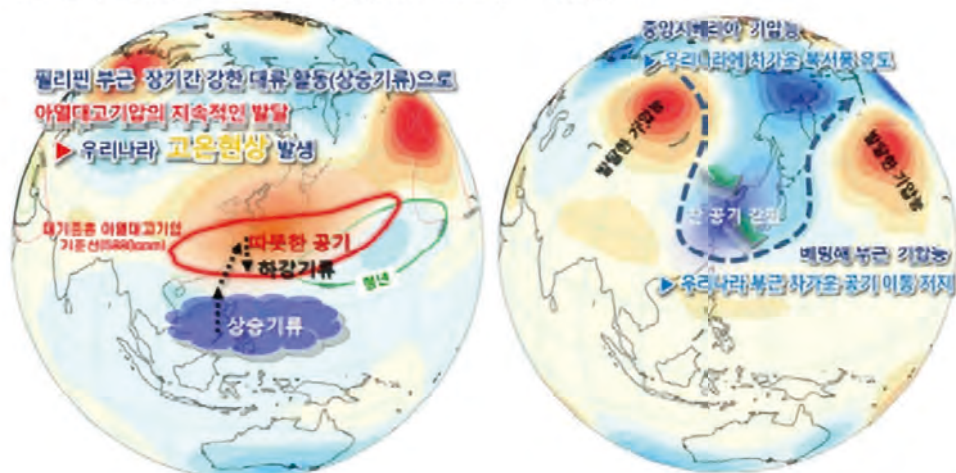 필리핀 부근 장기간 강한 대류 활동(상승기류)으로
아열대고기압의 지속적인 발달
▶ 우리나라 고온현상 발생
대기중층 아열대고기압
기준선(5880gpm)
따뜻한 공기
하강기류
평년
상승기류
중앙시베리아 기압능
▶ 우리나라에 차가운 북서풍 유도
발달한 기압능
찬 공기 갇힘
발달한 기압능
베링해 부근 기압능
▶ 우리나라 부근 차가운 공기 이동 저지